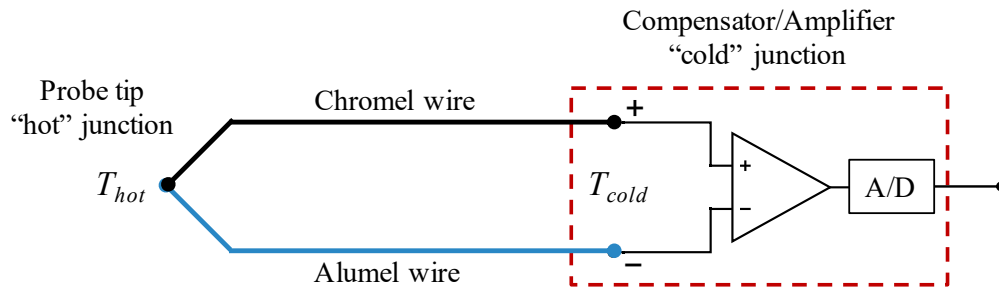 Compensator/Amplifier
“cold” junction
Probe tip
“hot” junction
Chromel wire
+
T_hot
T_cold
+
−
A/D
−
Alumel wire